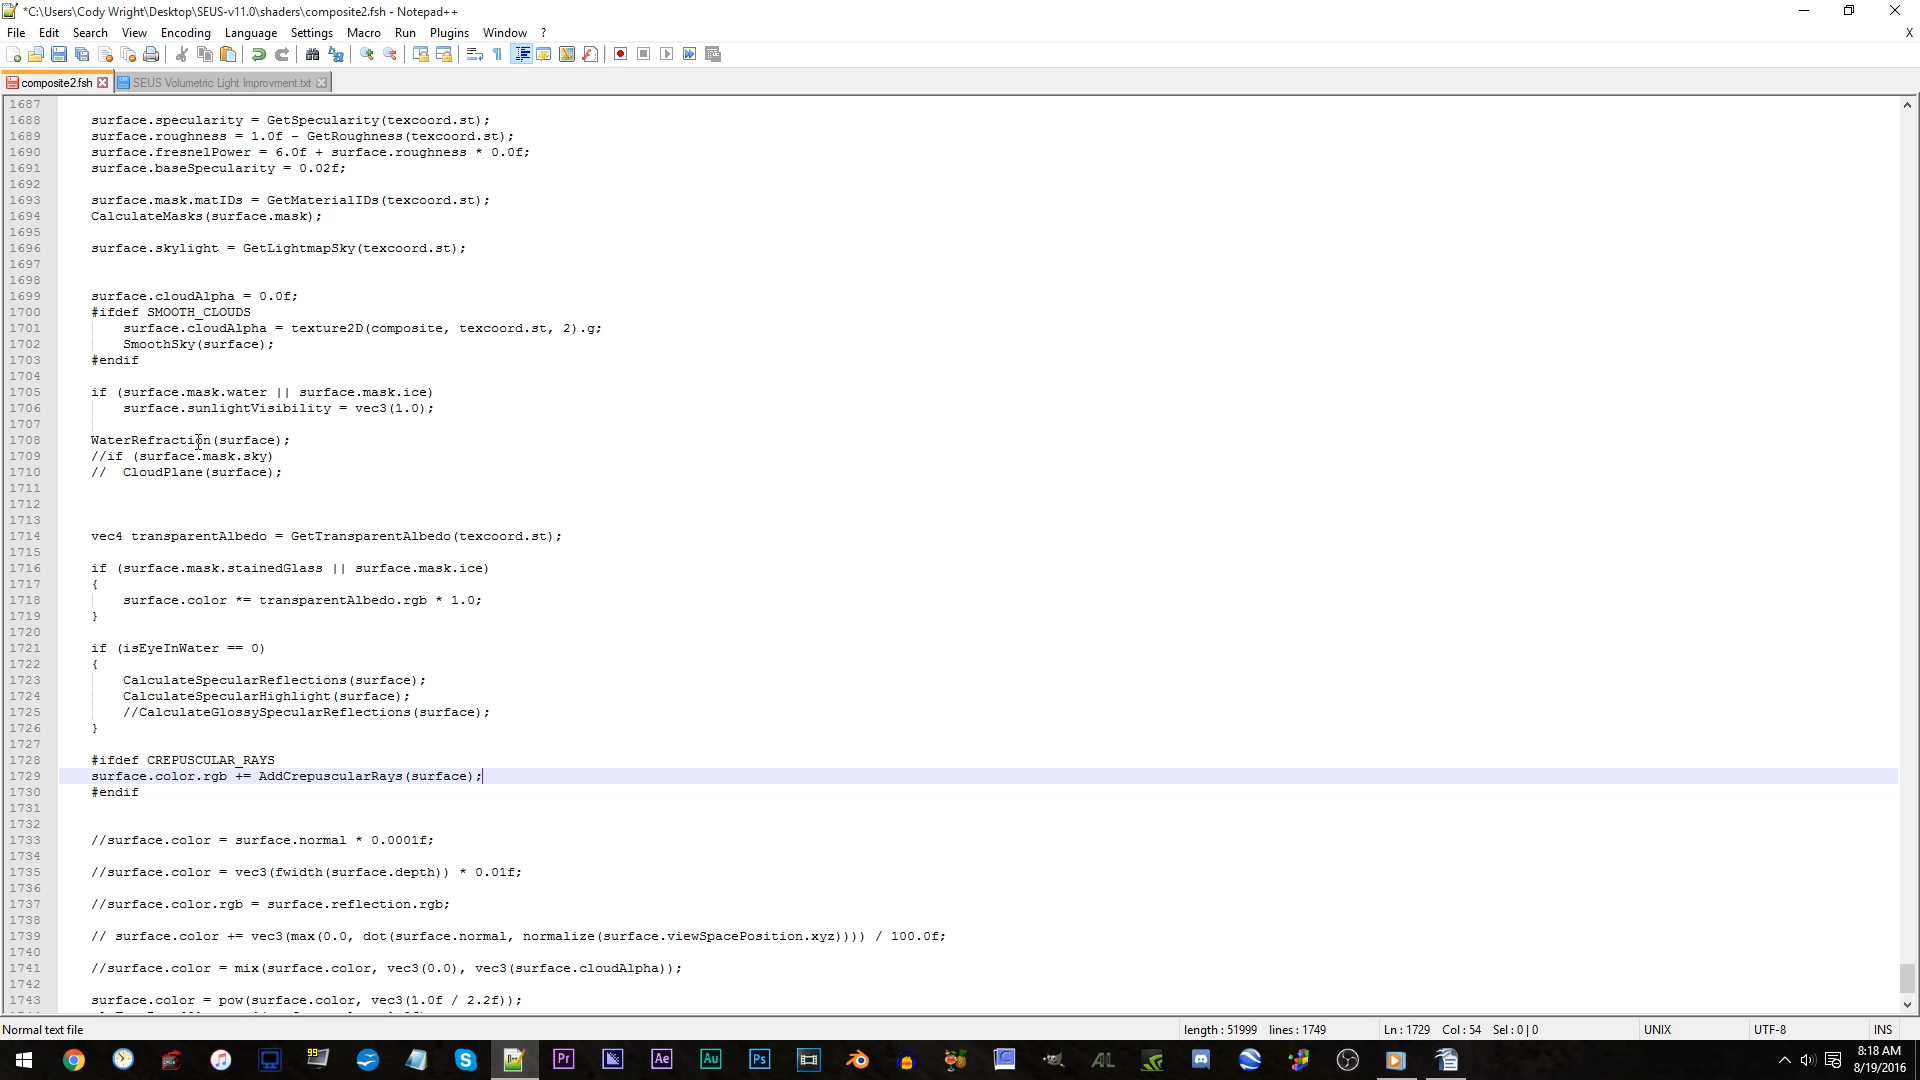 *C:\Users\Cody Wright\Desktop\SEUS-v11.0\shaders\composite2.fsh - Notepad++
File Edit Search View Encoding Language Settings Macro Run Plugins Window ? X
composite2.fsh SEUS Volumetric Light Improvment.txt
1687
1688 surface.specularity = GetSpecularity(texcoord.st);
1689 surface.roughness = 1.0f - GetRoughness(texcoord.st);
1690 surface.fresnelPower = 6.0f + surface.roughness * 0.0f;
1691 surface.baseSpecularity = 0.02f;
1692
1693 surface.mask.matIDs = GetMaterialIDs(texcoord.st);
1694 CalculateMasks(surface.mask);
1695
1696 surface.skylight = GetLightmapSky(texcoord.st);
1697
1698
1699 surface.cloudAlpha = 0.0f;
1700 #ifdef SMOOTH_CLOUDS
1701 surface.cloudAlpha = texture2D(composite, texcoord.st, 2).g;
1702 SmoothSky(surface);
1703 #endif
1704
1705 if (surface.mask.water || surface.mask.ice)
1706 surface.sunlightVisibility = vec3(1.0);
1707
1708 WaterRefraction(surface);
1709 //if (surface.mask.sky)
1710 // CloudPlane(surface);
1711
1712
1713
1714 vec4 transparentAlbedo = GetTransparentAlbedo(texcoord.st);
1715
1716 if (surface.mask.stainedGlass || surface.mask.ice)
1717 {
1718 surface.color *= transparentAlbedo.rgb * 1.0;
1719 }
1720
1721 if (isEyeInWater == 0)
1722 {
1723 CalculateSpecularReflections(surface);
1724 CalculateSpecularHighlight(surface);
1725 //CalculateGlossySpecularReflections(surface);
1726 }
1727
1728 #ifdef CREPUSCULAR_RAYS
1729 surface.color.rgb += AddCrepuscularRays(surface);
1730 #endif
1731
1732
1733 //surface.color = surface.normal * 0.0001f;
1734
1735 //surface.color = vec3(fwidth(surface.depth)) * 0.01f;
1736
1737 //surface.color.rgb = surface.reflection.rgb;
1738
1739 // surface.color += vec3(max(0.0, dot(surface.normal, normalize(surface.viewSpacePosition.xyz)))) / 100.0f;
1740
1741 //surface.color = mix(surface.color, vec3(0.0), vec3(surface.cloudAlpha));
1742
1743 surface.color = pow(surface.color, vec3(1.0f / 2.2f));
Normal text file length : 51999 lines : 1749 Ln : 1729 Col : 54 Sel : 0 | 0 UNIX UTF-8 INS
99 Pr Ae Au Ps AL
8:18 AM
8/19/2016